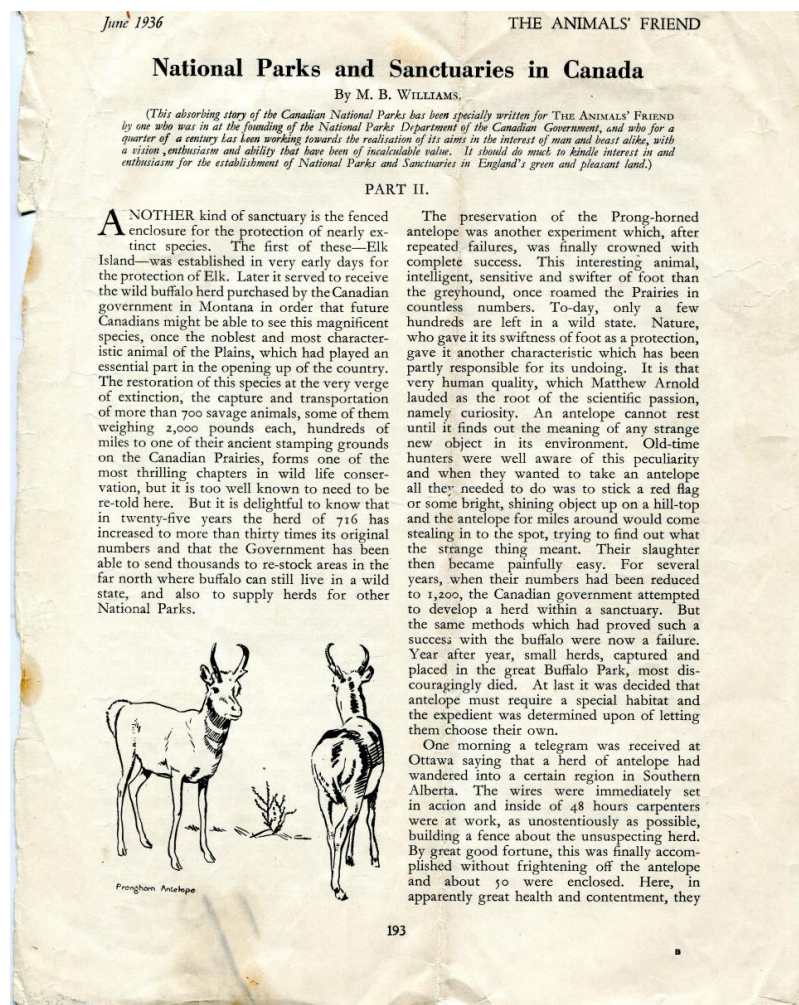 June 1936
THE ANIMALS' FRIEND
National Parks and Sanctuaries in Canada
By M. B. WILLIAMS.
(This absorbing story of the Canadian National Parks has been specially written for THE ANIMALS' FRIEND
by one who was in at the founding of the National Parks Department of the Canadian Government, and who for a
quarter of a century has been working towards the realisation of its aims in the interest of man and beast alike, with
a vision ,enthusiasm and ability that have been of incalculable value. It should do much to kindle interest in and
enthusiasm for the establishment of National Parks and Sanctuaries in England's green and pleasant land.)
PART II.
ANOTHER kind of sanctuary is the fenced
enclosure for the protection of nearly ex-
tinct species. The first of these—Elk
Island—was established in very early days for
the protection of Elk. Later it served to receive
the wild buffalo herd purchased by the Canadian
government in Montana in order that future
Canadians might be able to see this magnificent
species, once the noblest and most character-
istic animal of the Plains, which had played an
essential part in the opening up of the country.
The restoration of this species at the very verge
of extinction, the capture and transportation
of more than 700 savage animals, some of them
weighing 2,000 pounds each, hundreds of
miles to one of their ancient stamping grounds
on the Canadian Prairies, forms one of the
most thrilling chapters in wild life conser-
vation, but it is too well known to need to be
re-told here. But it is delightful to know that
in twenty-five years the herd of 716 has
increased to more than thirty times its original
numbers and that the Government has been
able to send thousands to re-stock areas in the
far north where buffalo can still live in a wild
state, and also to supply herds for other
National Parks.
Pronghorn Antelope
The preservation of the Prong-horned
antelope was another experiment which, after
repeated failures, was finally crowned with
complete success. This interesting animal,
intelligent, sensitive and swifter of foot than
the greyhound, once roamed the Prairies in
countless numbers. To-day, only a few
hundreds are left in a wild state. Nature,
who gave it its swiftness of foot as a protection,
gave it another characteristic which has been
partly responsible for its undoing. It is that
very human quality, which Matthew Arnold
lauded as the root of the scientific passion,
namely curiosity. An antelope cannot rest
until it finds out the meaning of any strange
new object in its environment. Old-time
hunters were well aware of this peculiarity
and when they wanted to take an antelope
all they needed to do was to stick a red flag
or some bright, shining object up on a hill-top
and the antelope for miles around would come
stealing in to the spot, trying to find out what
the strange thing meant. Their slaughter
then became painfully easy. For several
years, when their numbers had been reduced
to 1,200, the Canadian government attempted
to develop a herd within a sanctuary. But
the same methods which had proved such a
success with the buffalo were now a failure.
Year after year, small herds, captured and
placed in the great Buffalo Park, most dis-
couragingly died. At last it was decided that
antelope must require a special habitat and
the expedient was determined upon of letting
them choose their own.
One morning a telegram was received at
Ottawa saying that a herd of antelope had
wandered into a certain region in Southern
Alberta. The wires were immediately set
in action and inside of 48 hours carpenters
were at work, as unostentiously as possible,
building a fence about the unsuspecting herd.
By great good fortune, this was finally accom-
plished without frightening off the antelope
and about 50 were enclosed. Here, in
apparently great health and contentment, they
193
B